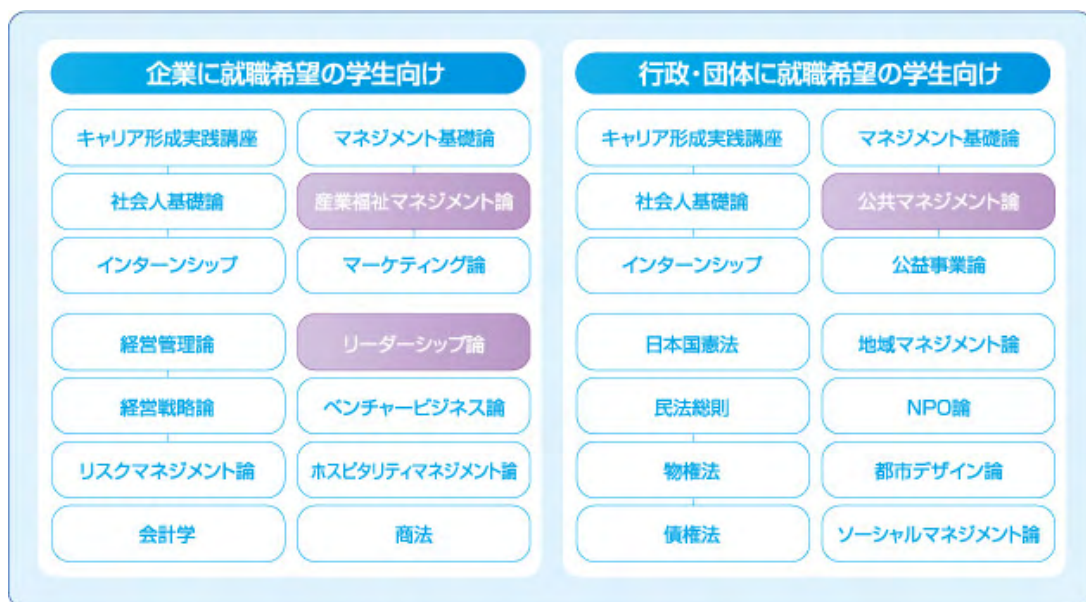 企業に就職希望の学生向け
キャリア形成実践講座
マネジメント基礎論
社会人基礎論
産業福祉マネジメント論
インターンシップ
マーケティング論
経営管理論
リーダーシップ論
経営戦略論
ベンチャービジネス論
リスクマネジメント論
ホスピタリティマネジメント論
会計学
商法
行政・団体に就職希望の学生向け
キャリア形成実践講座
マネジメント基礎論
社会人基礎論
公共マネジメント論
インターンシップ
公益事業論
日本国憲法
地域マネジメント論
民法総則
NPO論
物権法
都市デザイン論
債権法
ソーシャルマネジメント論